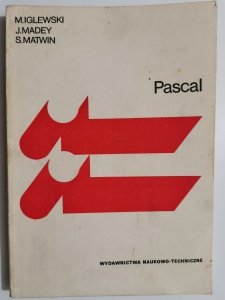 M.IGLEWSKI
J.MADEY
S.MATWIN
Pascal
WYDAWNICTWA NAUKOWO-TECHNICZNE